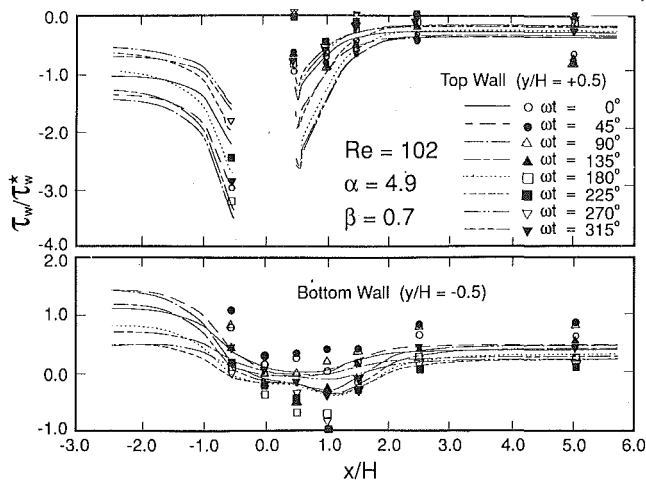 0.0
Top Wall (y/H = +0.5)
-1.0
ωt = 0°
ωt = 45°
-2.0
Re = 102
ωt = 90°
ωt = 135°
α = 4.9
ωt = 180°
-3.0
ωt = 225°
β = 0.7
ωt = 270°
ωt = 315°
-4.0
τw/τw*
2.0
Bottom Wall (y/H = -0.5)
1.0
0.0
-1.0
-3.0 -2.0 -1.0 0.0 1.0 2.0 3.0 4.0 5.0 6.0
x/H